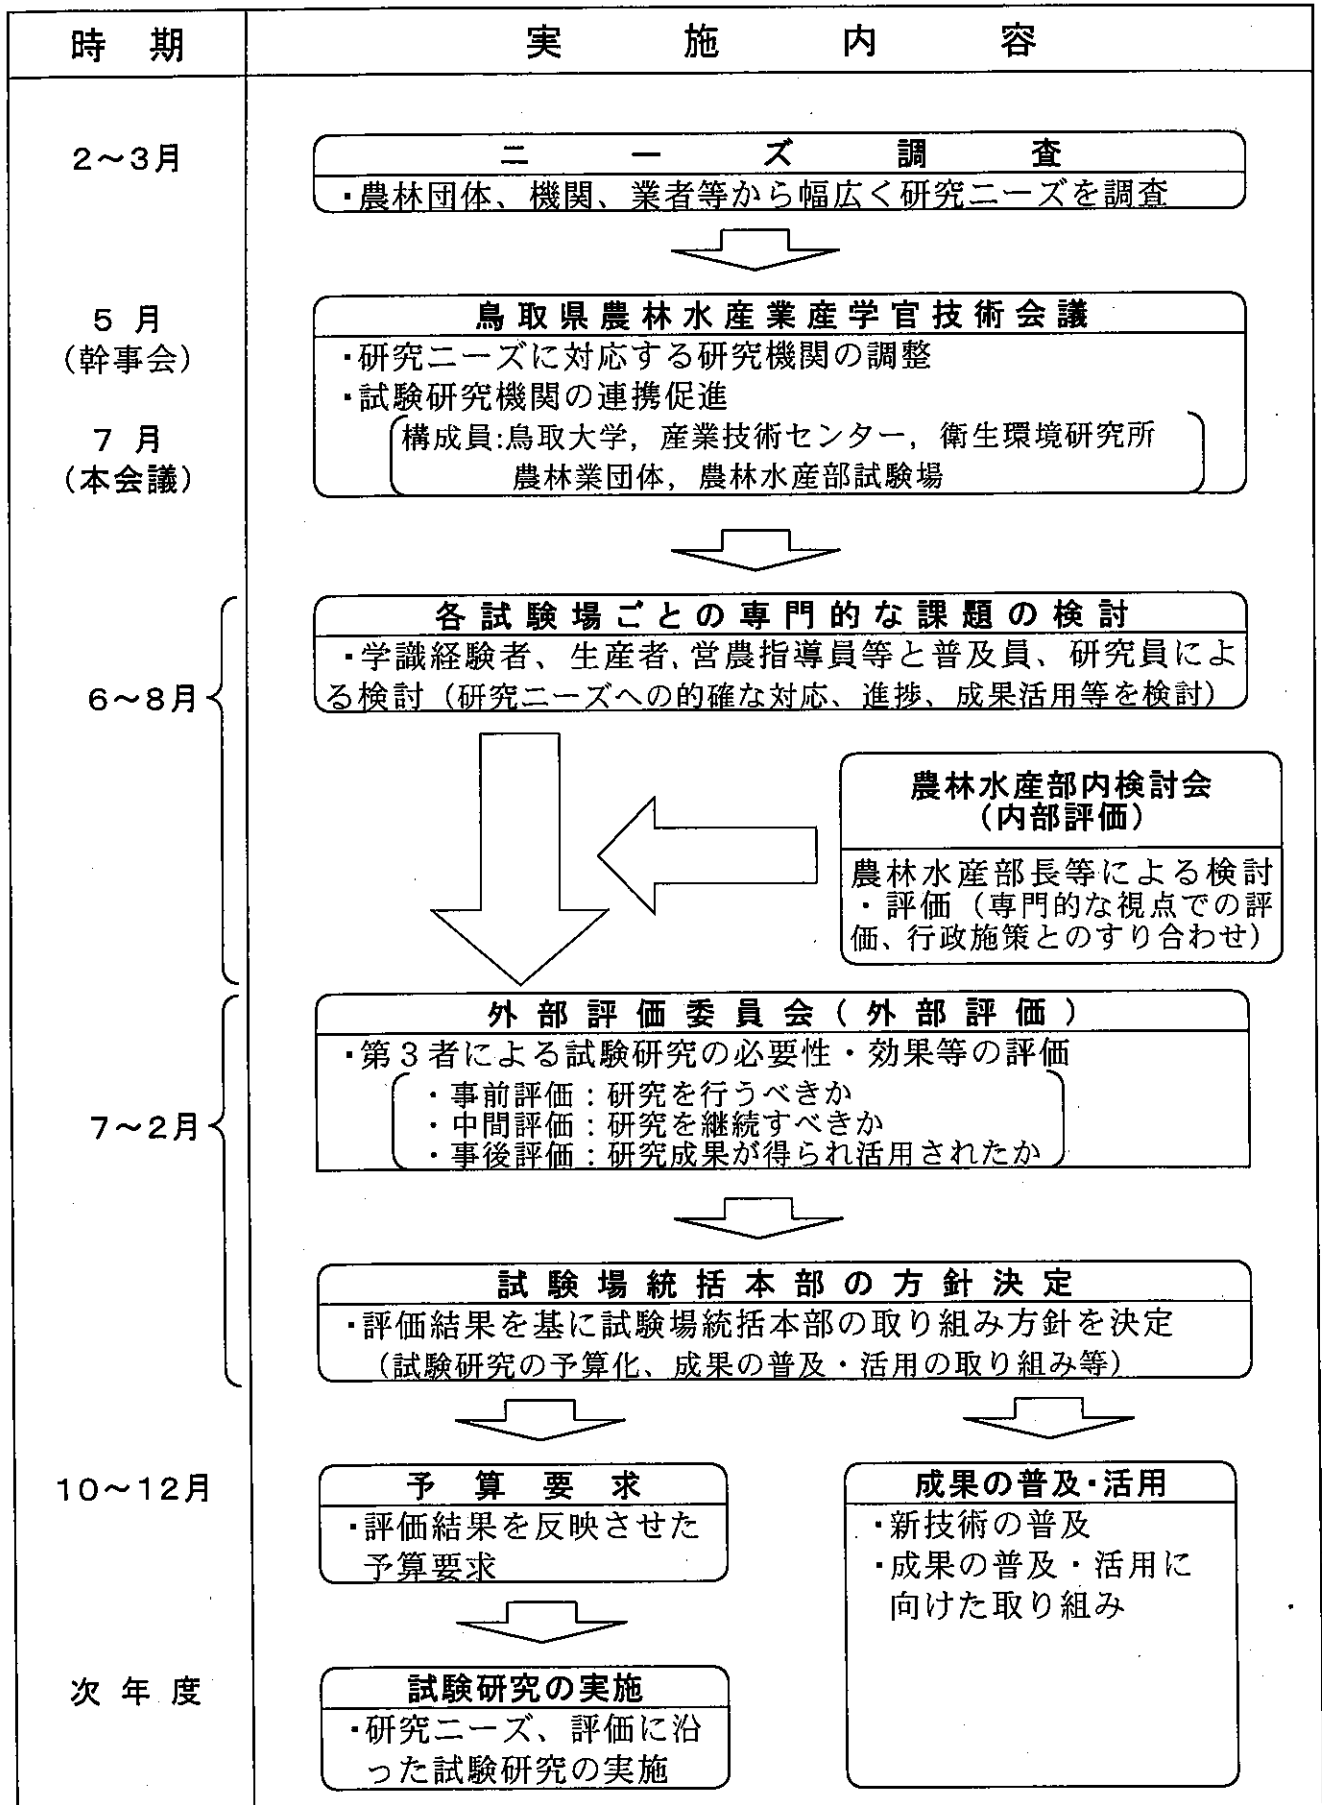 時期
実施内容
2～3月
ニーズ調査
・農林団体、機関、業者等から幅広く研究ニーズを調査
5月
(幹事会)
7月
(本会議)
鳥取県農林水産業産学官技術会議
・研究ニーズに対応する研究機関の調整
・試験研究機関の連携促進
構成員:鳥取大学，産業技術センター，衛生環境研究所
農林業団体，農林水産部試験場
6～8月
各試験場ごとの専門的な課題の検討
・学識経験者、生産者、営農指導員等と普及員、研究員によ
る検討（研究ニーズへの的確な対応、進捗、成果活用等を検討）
農林水産部内検討会
（内部評価）
農林水産部長等による検討
・評価（専門的な視点での評
価、行政施策とのすり合わせ）
7～2月
外部評価委員会(外部評価)
・第3者による試験研究の必要性・効果等の評価
・事前評価：研究を行うべきか
・中間評価：研究を継続すべきか
・事後評価：研究成果が得られ活用されたか
試験場統括本部の方針決定
・評価結果を基に試験場統括本部の取り組み方針を決定
（試験研究の予算化、成果の普及・活用の取り組み等）
10～12月
予算要求
・評価結果を反映させた
予算要求
成果の普及・活用
・新技術の普及
・成果の普及・活用に
向けた取り組み
次年度
試験研究の実施
・研究ニーズ、評価に沿
った試験研究の実施